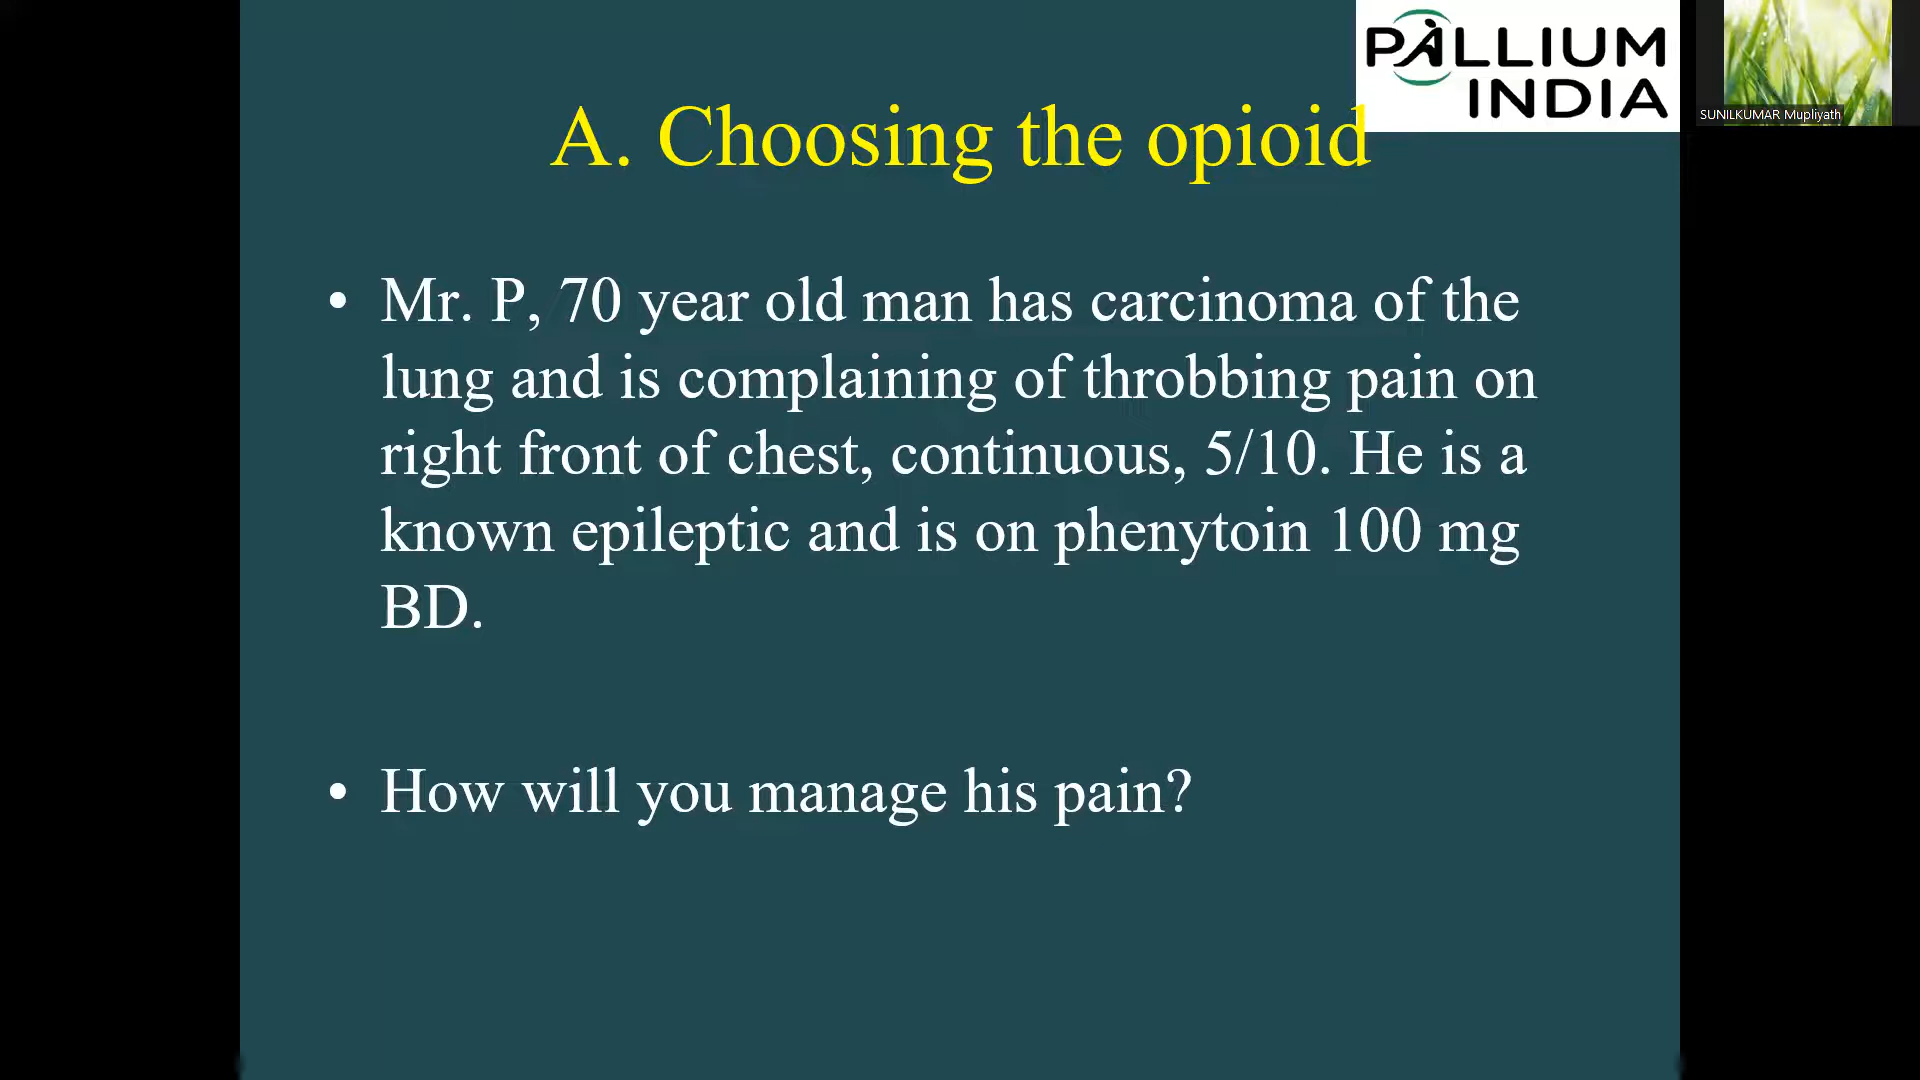 PALLIUM
INDIA
SUNILKUMAR Mupliyath
A. Choosing the opioid
• Mr. P, 70 year old man has carcinoma of the
lung and is complaining of throbbing pain on
right front of chest, continuous, 5/10. He is a
known epileptic and is on phenytoin 100 mg
BD.
• How will you manage his pain?